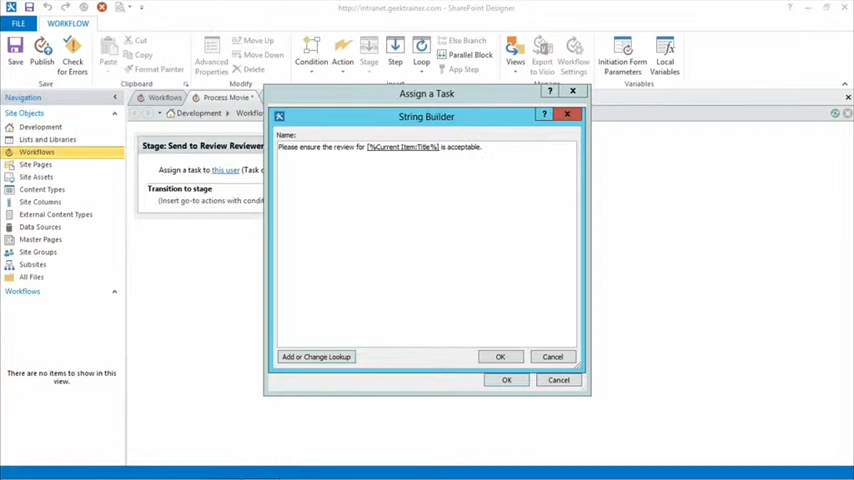 http://intranet.geektrainer.com/ - SharePoint Designer
FILE
WORKFLOW
Save
Publish
Check for Errors
Save
Paste
Cut
Copy
Format Painter
Clipboard
Advanced Properties
Move Up
Move Down
Delete
Modify
Condition
Action
Stage
Step
Loop
Else Branch
Parallel Block
App Step
Views
Export to Visio
Workflow Settings
Initiation Form Parameters
Local Variables
Variables
Navigation
Site Objects
Development
Lists and Libraries
Workflows
Site Pages
Site Assets
Content Types
Site Columns
External Content Types
Data Sources
Master Pages
Site Groups
Subsites
All Files
Workflows
There are no items to show in this view.
Workflows
Process Movie *
Development
Stage: Send to Review Reviewer
Assign a task to this user (Task
Transition to stage
(Insert go-to actions with condition
Assign a Task
String Builder
Name:
Please ensure the review for [%Current Item:Title%] is acceptable.
Add or Change Lookup
OK
Cancel
OK
Cancel